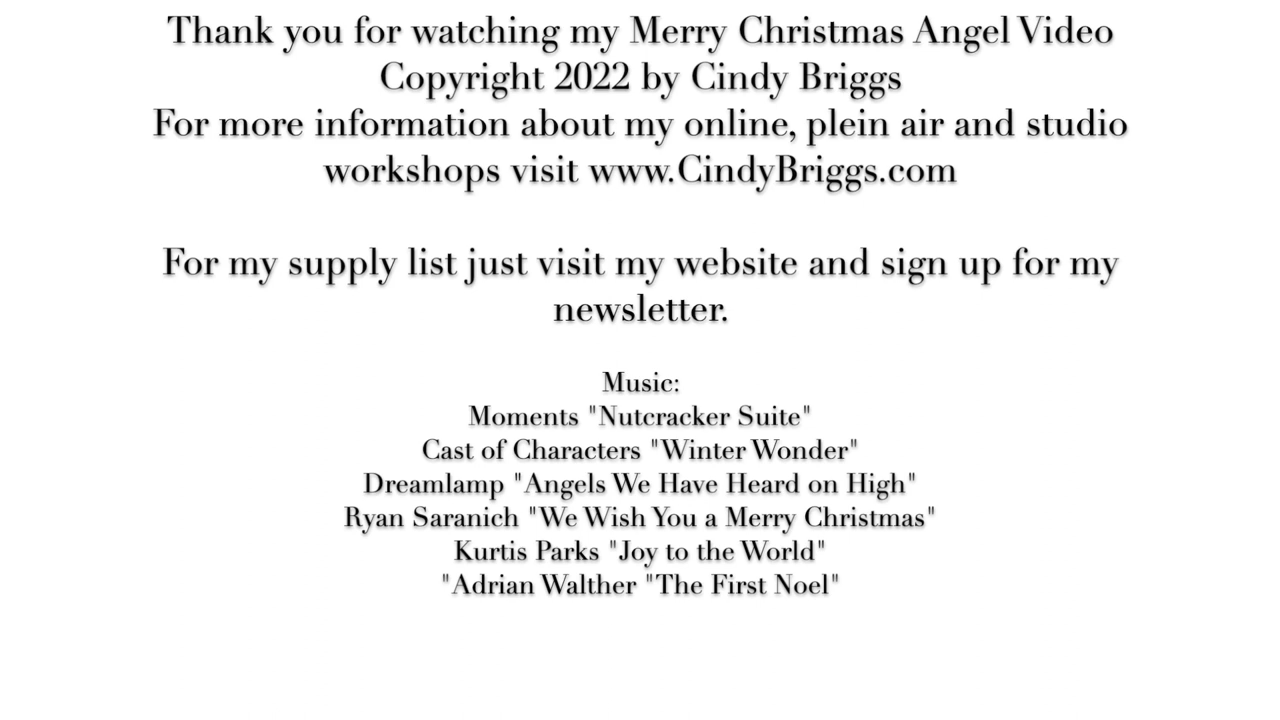 Thank you for watching my Merry Christmas Angel Video
Copyright 2022 by Cindy Briggs
For more information about my online, plein air and studio
workshops visit www.CindyBriggs.com
For my supply list just visit my website and sign up for my
newsletter.
Music:
Moments "Nutcracker Suite"
Cast of Characters "Winter Wonder"
Dreamlamp "Angels We Have Heard on High"
Ryan Saranich "We Wish You a Merry Christmas"
Kurtis Parks "Joy to the World"
"Adrian Walther "The First Noel"